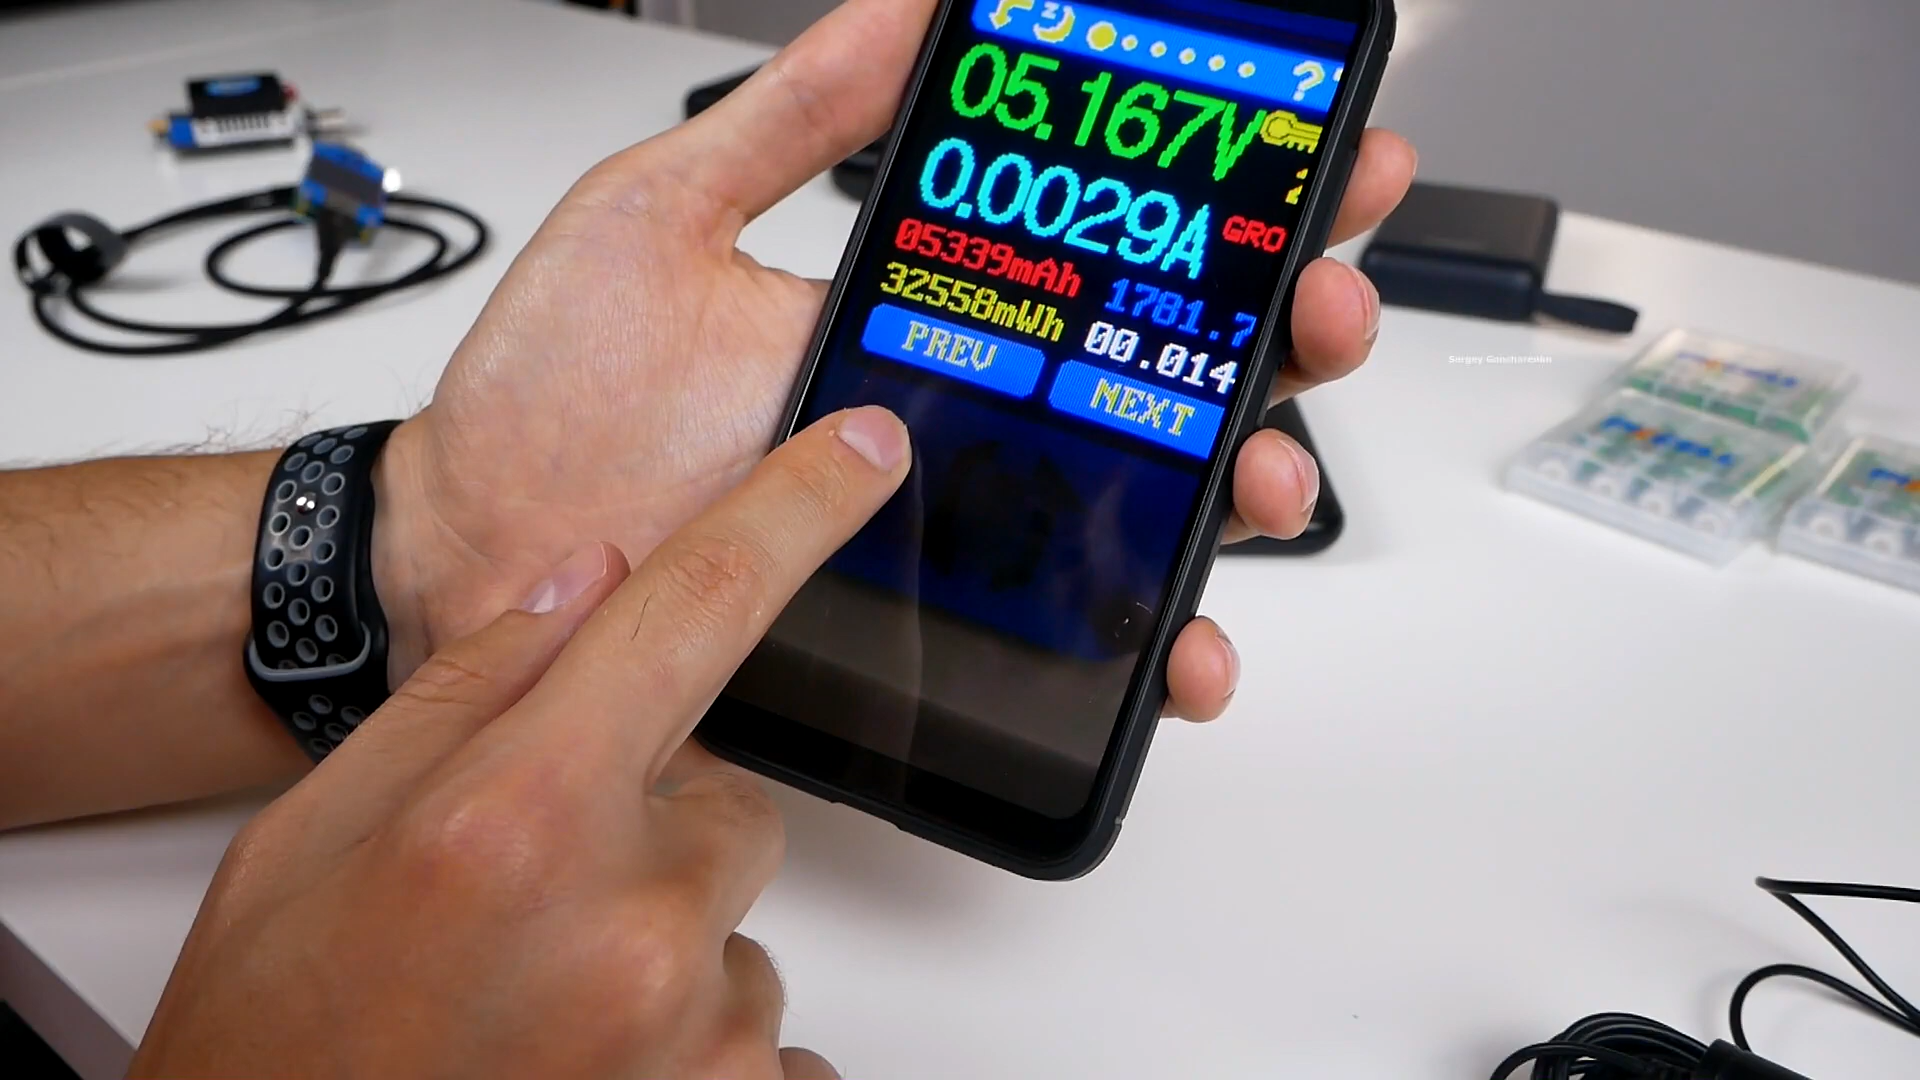 ?
05.167V
0.0029A
GRO
05339mAh
1781.7
32558mWh
00.014
PREV
NEXT
Sergey Goncharenko